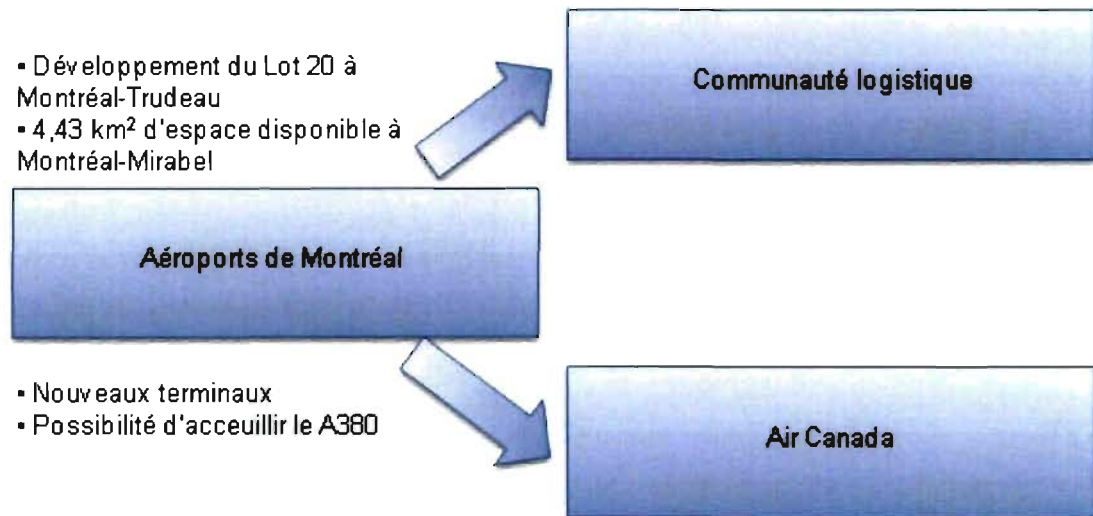 ▪ Développement du Lot 20 à
Montréal-Trudeau
▪ 4,43 km² d'espace disponible à
Montréal-Mirabel
Communauté logistique
Aéroports de Montréal
▪ Nouveaux terminaux
▪ Possibilité d'acceuillir le A380
Air Canada